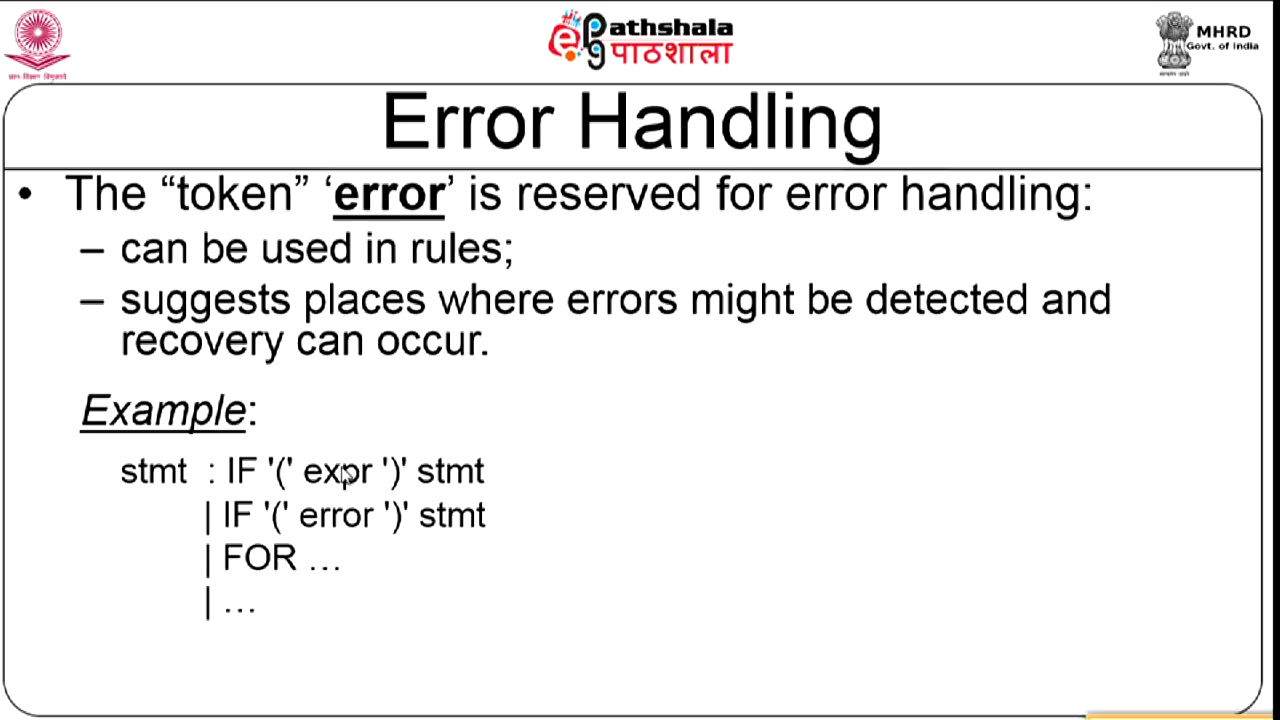 Pathshala
पाठशाला
MHRD
Govt. of India
Error Handling
• The “token” ‘error’ is reserved for error handling:
– can be used in rules;
– suggests places where errors might be detected and
recovery can occur.
Example:
stmt : IF '(' expr ')' stmt
| IF '(' error ')' stmt
| FOR …
| …